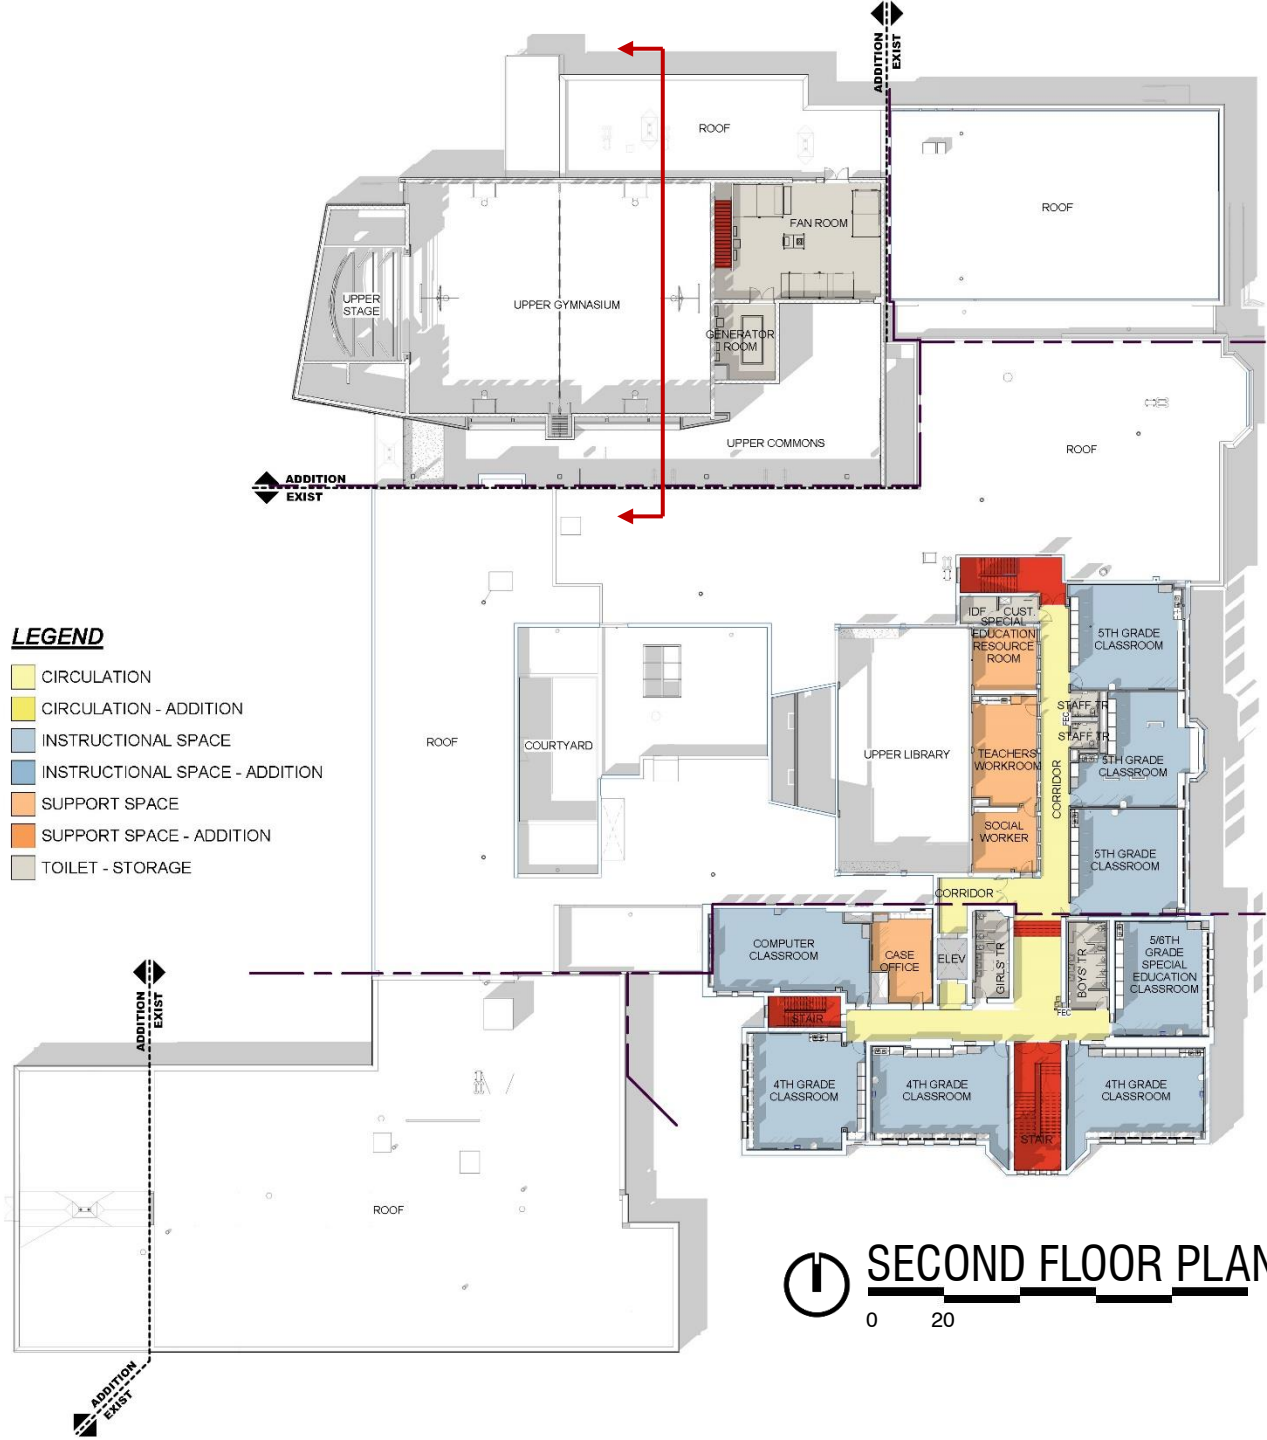 ADDITION
EXIST
ROOF
ROOF
FAN ROOM
UPPER
STAGE
UPPER GYMNASIUM
GENERATOR
ROOM
UPPER COMMONS
ROOF
ADDITION
EXIST
LEGEND
CIRCULATION
CIRCULATION - ADDITION
INSTRUCTIONAL SPACE
INSTRUCTIONAL SPACE - ADDITION
SUPPORT SPACE
SUPPORT SPACE - ADDITION
TOILET - STORAGE
IDF
CUST.
SPECIAL
EDUCATION
RESOURCE
ROOM
5TH GRADE
CLASSROOM
STAFF TR
FEC
STAFF TR
ROOF
COURTYARD
UPPER LIBRARY
TEACHERS
WORKROOM
CORRIDOR
5TH GRADE
CLASSROOM
SOCIAL
WORKER
5TH GRADE
CLASSROOM
CORRIDOR
COMPUTER
CLASSROOM
CASE
OFFICE
ELEV
GIRLS' TR
BOYS' TR
5/6TH
GRADE
SPECIAL
EDUCATION
CLASSROOM
FEC
STAIR
4TH GRADE
CLASSROOM
4TH GRADE
CLASSROOM
4TH GRADE
CLASSROOM
STAIR
ADDITION
EXIST
ROOF
ADDITION
EXIST
SECOND FLOOR PLAN
0 20